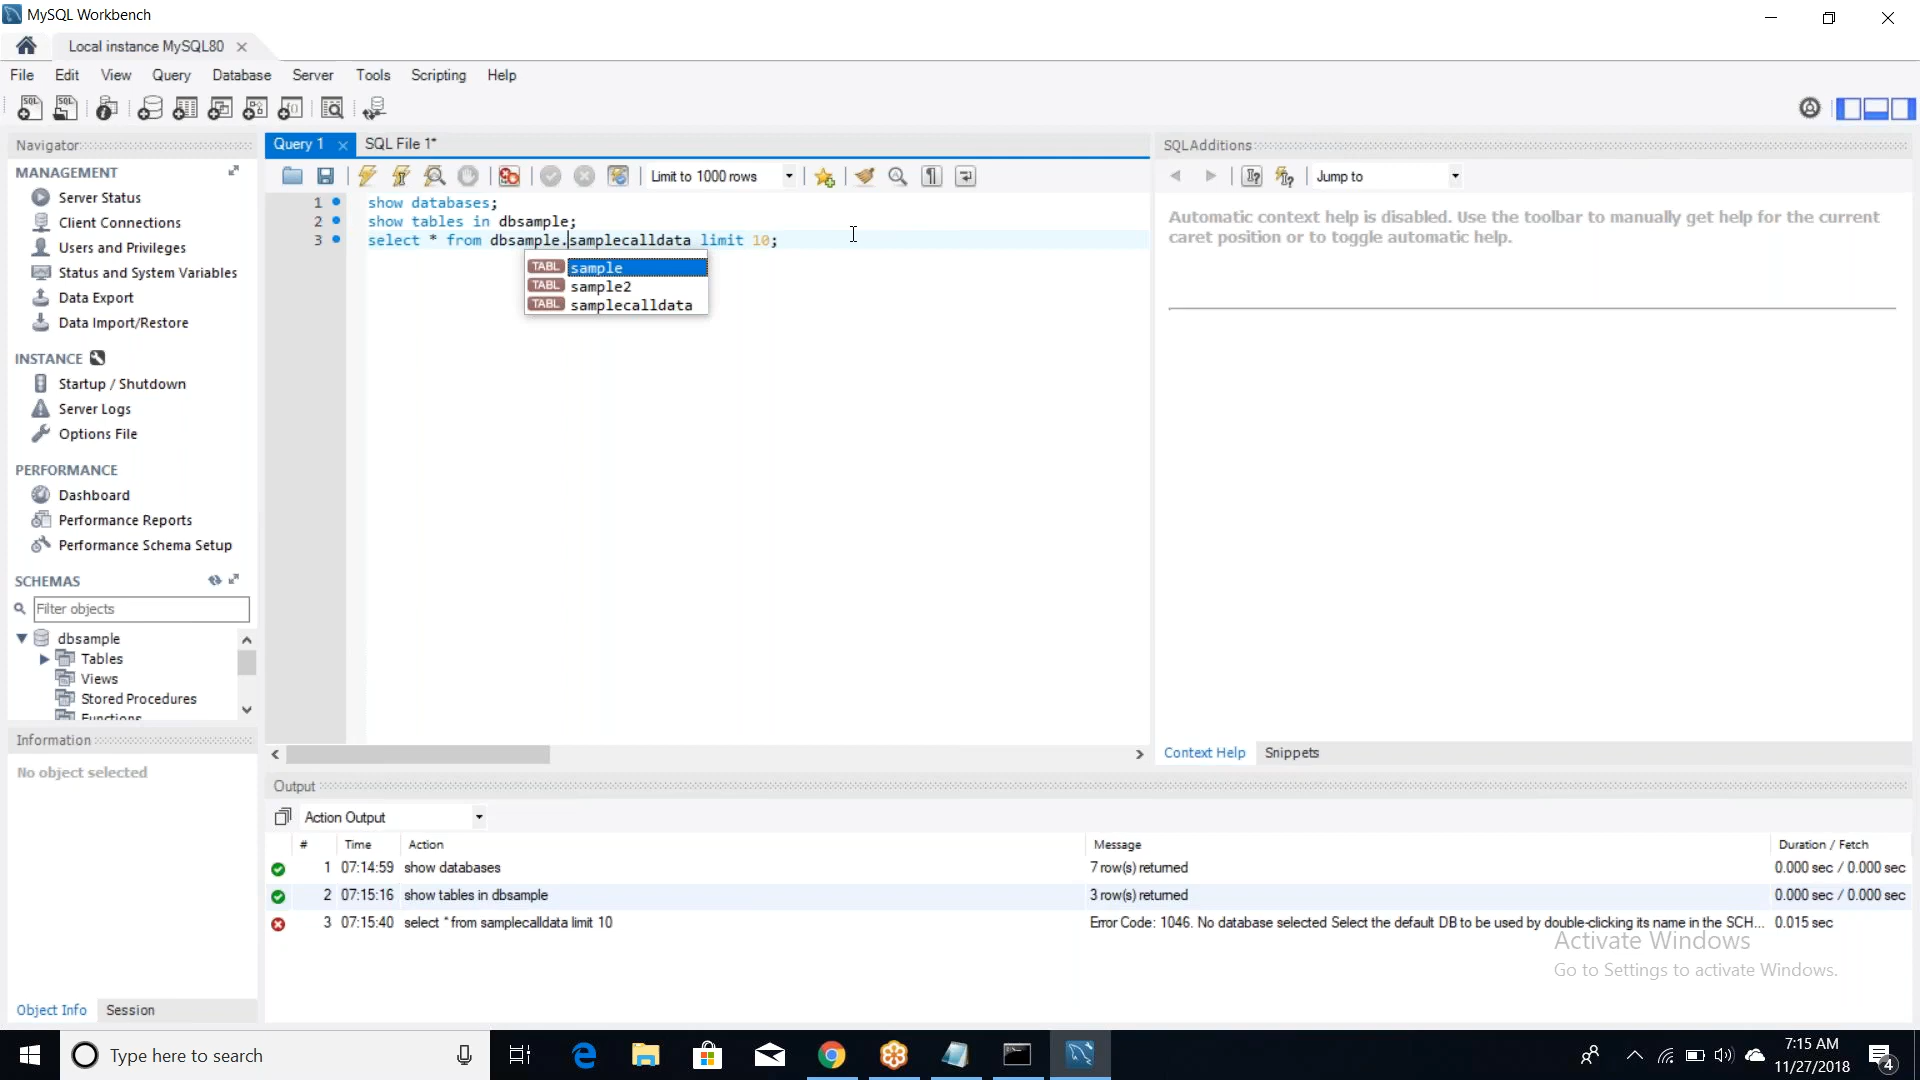 MySQL Workbench
Local instance MySQL80
File Edit View Query Database Server Tools Scripting Help
Navigator
MANAGEMENT
Server Status
Client Connections
Users and Privileges
Status and System Variables
Data Export
Data Import/Restore
INSTANCE
Startup / Shutdown
Server Logs
Options File
PERFORMANCE
Dashboard
Performance Reports
Performance Schema Setup
SCHEMAS
Filter objects
dbsample
Tables
Views
Stored Procedures
Functions
Information
No object selected
Object Info Session
Query 1 SQL File 1*
Limit to 1000 rows
1 show databases;
2 show tables in dbsample;
3 select * from dbsample.samplecalldata limit 10;
TABL sample
TABL sample2
TABL samplecalldata
SQLAdditions
Jump to
Automatic context help is disabled. Use the toolbar to manually get help for the current
caret position or to toggle automatic help.
Context Help Snippets
Output
Action Output
# Time Action Message Duration / Fetch
1 07:14:59 show databases 7 row(s) returned 0.000 sec / 0.000 sec
2 07:15:16 show tables in dbsample 3 row(s) returned 0.000 sec / 0.000 sec
3 07:15:40 select * from samplecalldata limit 10 Error Code: 1046. No database selected Select the default DB to be used by double-clicking its name in the SCH... 0.015 sec
Activate Windows
Go to Settings to activate Windows.
Type here to search
7:15 AM
11/27/2018
4